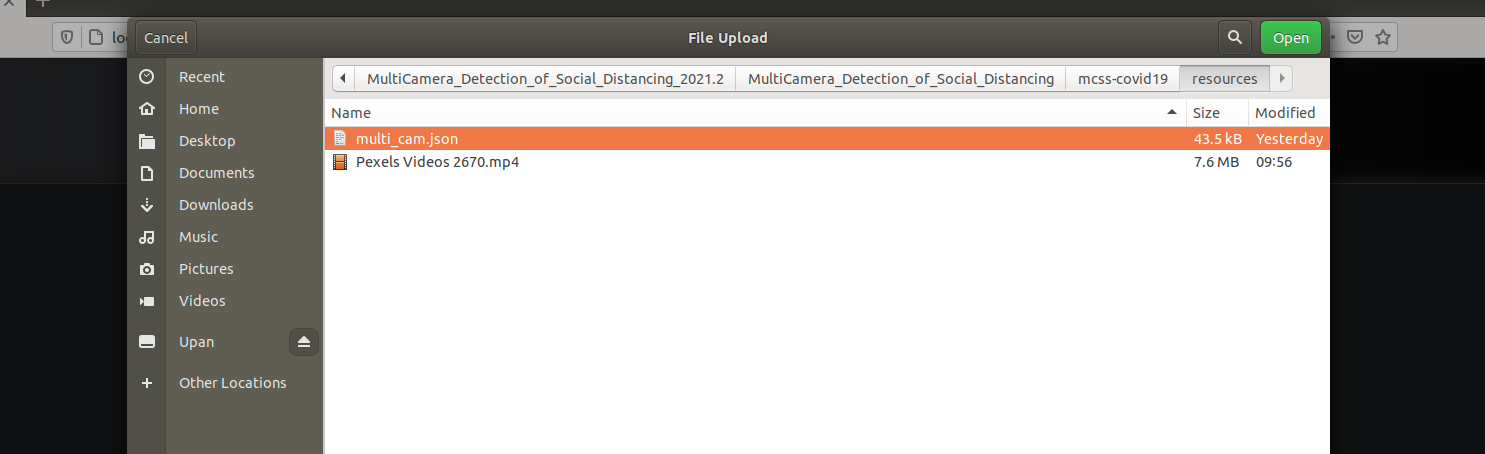 lo
Cancel File Upload Open
Recent
Home
Desktop
Documents
Downloads
Music
Pictures
Videos
Upan
Other Locations
MultiCamera_Detection_of_Social_Distancing_2021.2 MultiCamera_Detection_of_Social_Distancing mcss-covid19 resources
Name Size Modified
multi_cam.json 43.5 kB Yesterday
Pexels Videos 2670.mp4 7.6 MB 09:56